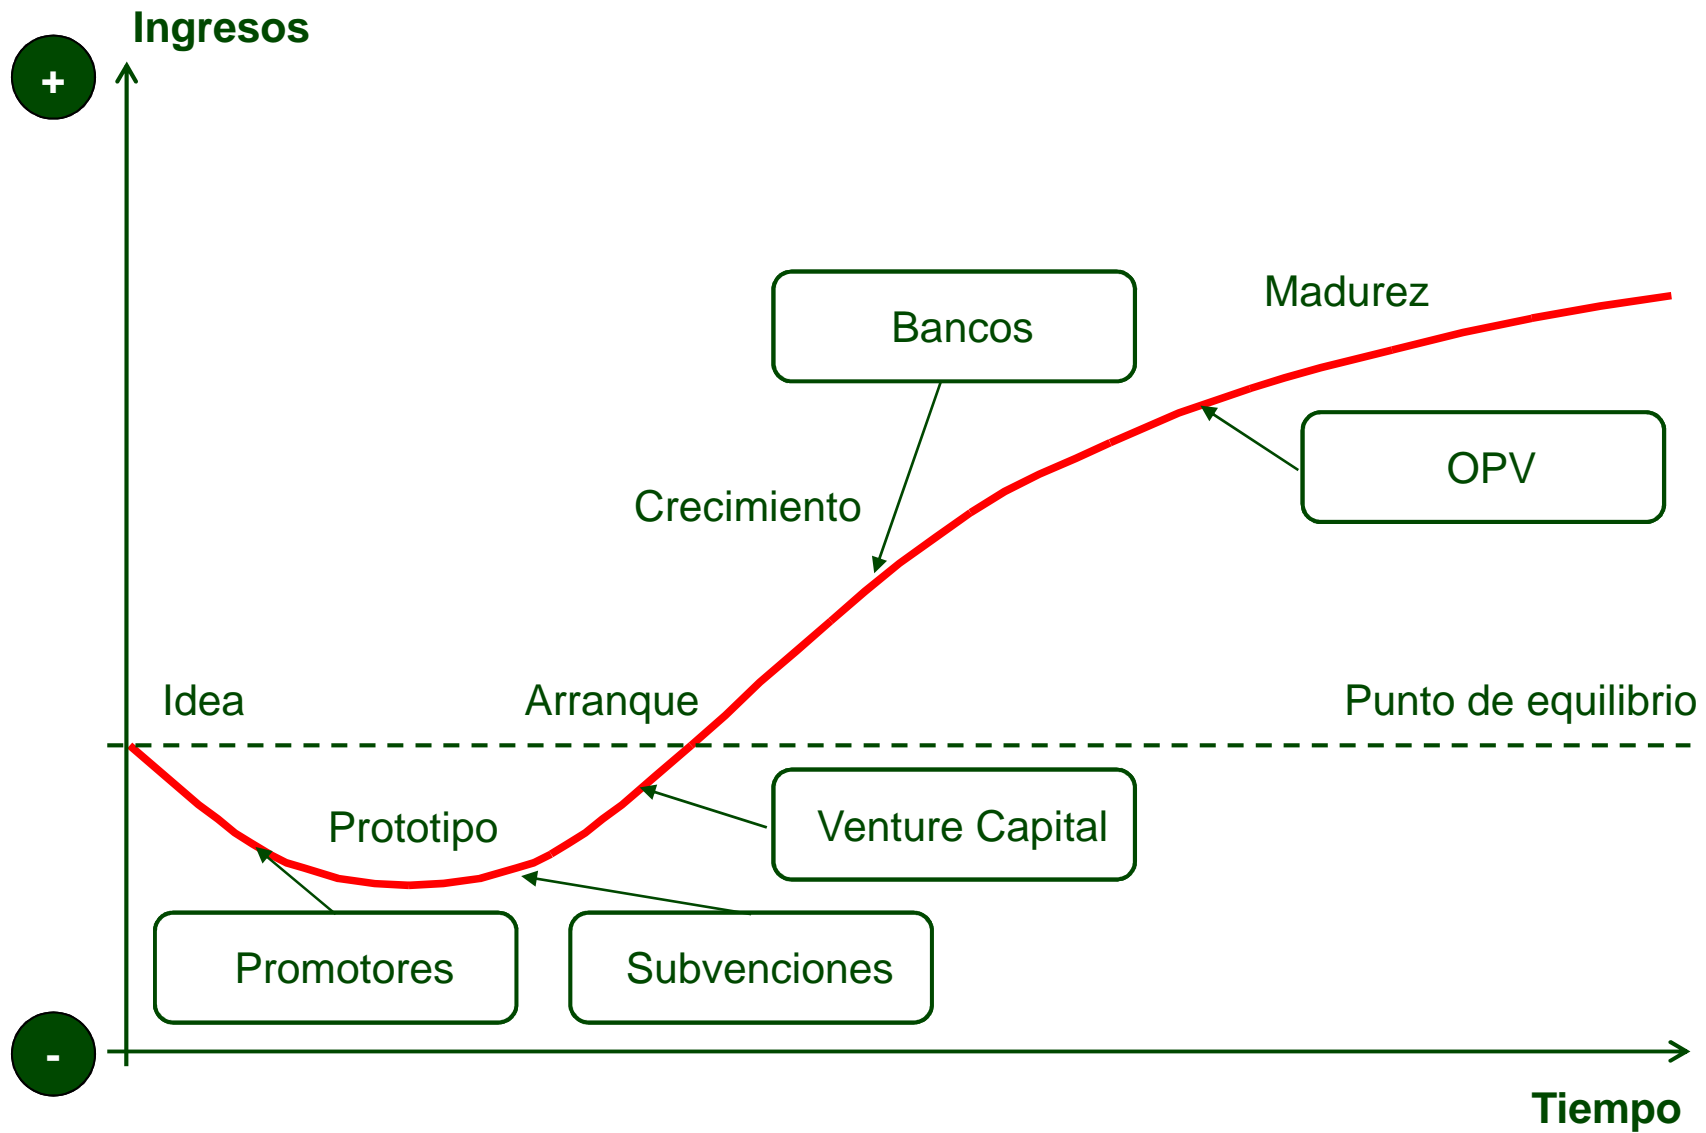 Ingresos
+
Bancos
Madurez
OPV
Crecimiento
Idea
Arranque
Punto de equilibrio
Prototipo
Venture Capital
Promotores
Subvenciones
-
Tiempo